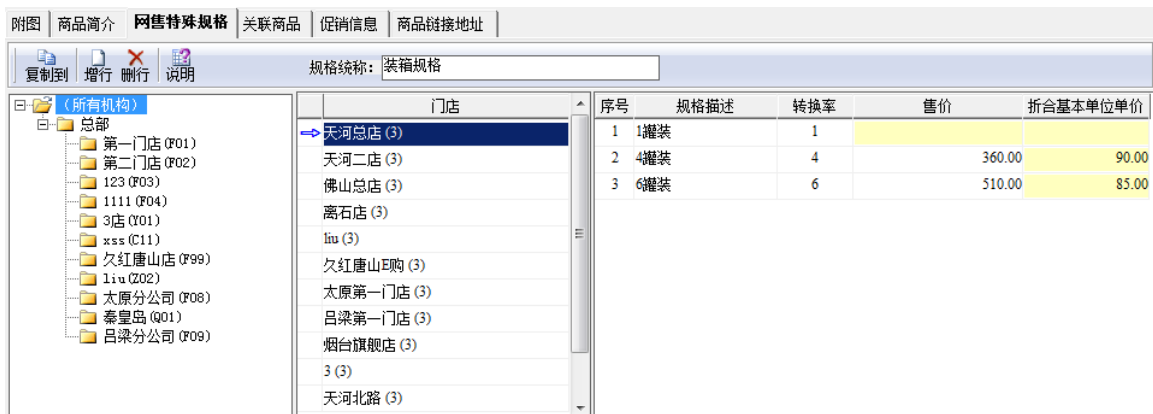 附图 商品简介 网售特殊规格 关联商品 促销信息 商品链接地址
复制到 增行 删行 说明 规格统称： 装箱规格
（所有机构）
总部
第一门店(F01)
第二门店(F02)
123(F03)
1111(F04)
3店(Y01)
xss(C11)
久红唐山店(F99)
liu(Z02)
太原分公司(F08)
秦皇岛(Q01)
吕梁分公司(F09)
门店
天河总店 (3)
天河二店 (3)
佛山总店 (3)
离石店 (3)
liu (3)
久红唐山E购 (3)
太原第一门店 (3)
吕梁第一门店 (3)
烟台旗舰店 (3)
3 (3)
天河北路 (3)
序号 规格描述 转换率 售价 折合基本单位单价
1 1罐装 1
2 4罐装 4 360.00 90.00
3 6罐装 6 510.00 85.00